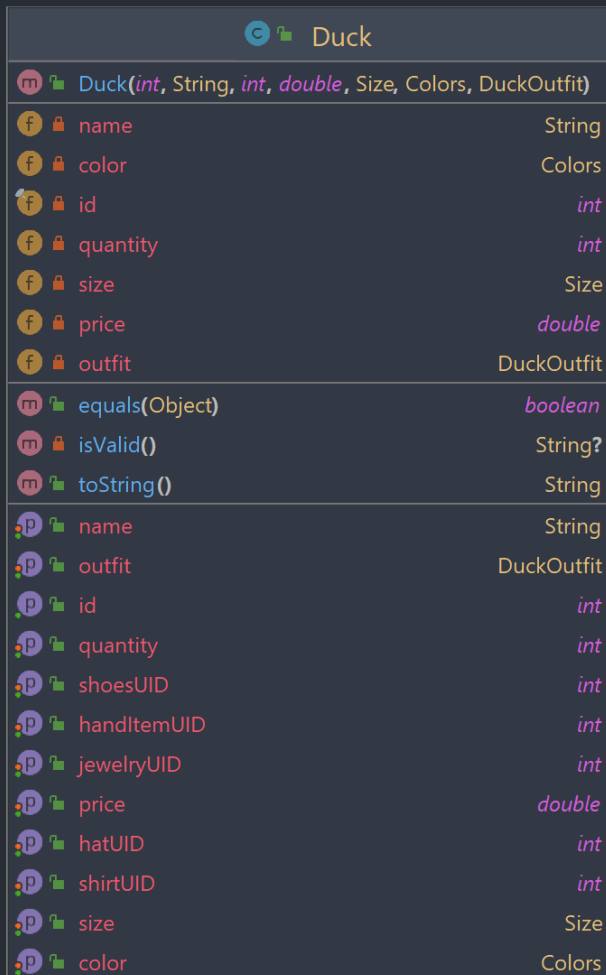 C Duck
m Duck(int, String, int, double, Size, Colors, DuckOutfit)
f name String
f color Colors
f id int
f quantity int
f size Size
f price double
f outfit DuckOutfit
m equals(Object) boolean
m isValid() String?
m toString() String
p name String
p outfit DuckOutfit
p id int
p quantity int
p shoesUID int
p handItemUID int
p jewelryUID int
p price double
p hatUID int
p shirtUID int
p size Size
p color Colors